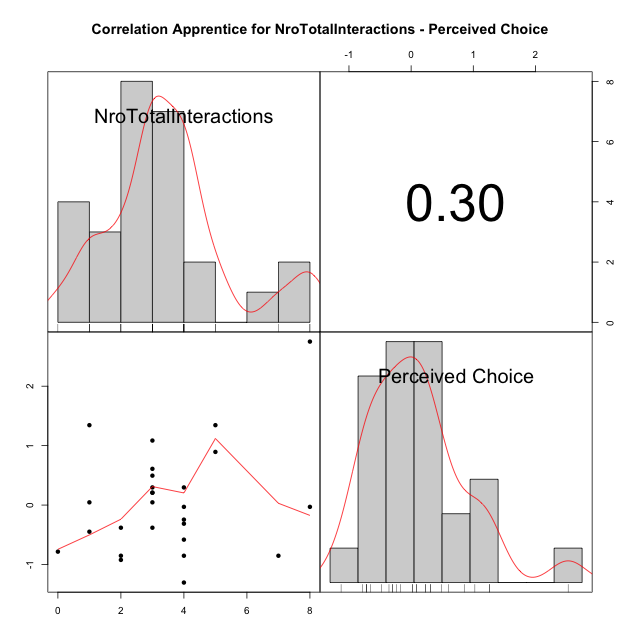 Correlation Apprentice for NroTotalInteractions - Perceived Choice
-1 0 1 2
NroTotalInteractions
0.30
8
6
4
2
0
Perceived Choice
2
1
0
-1
0 2 4 6 8